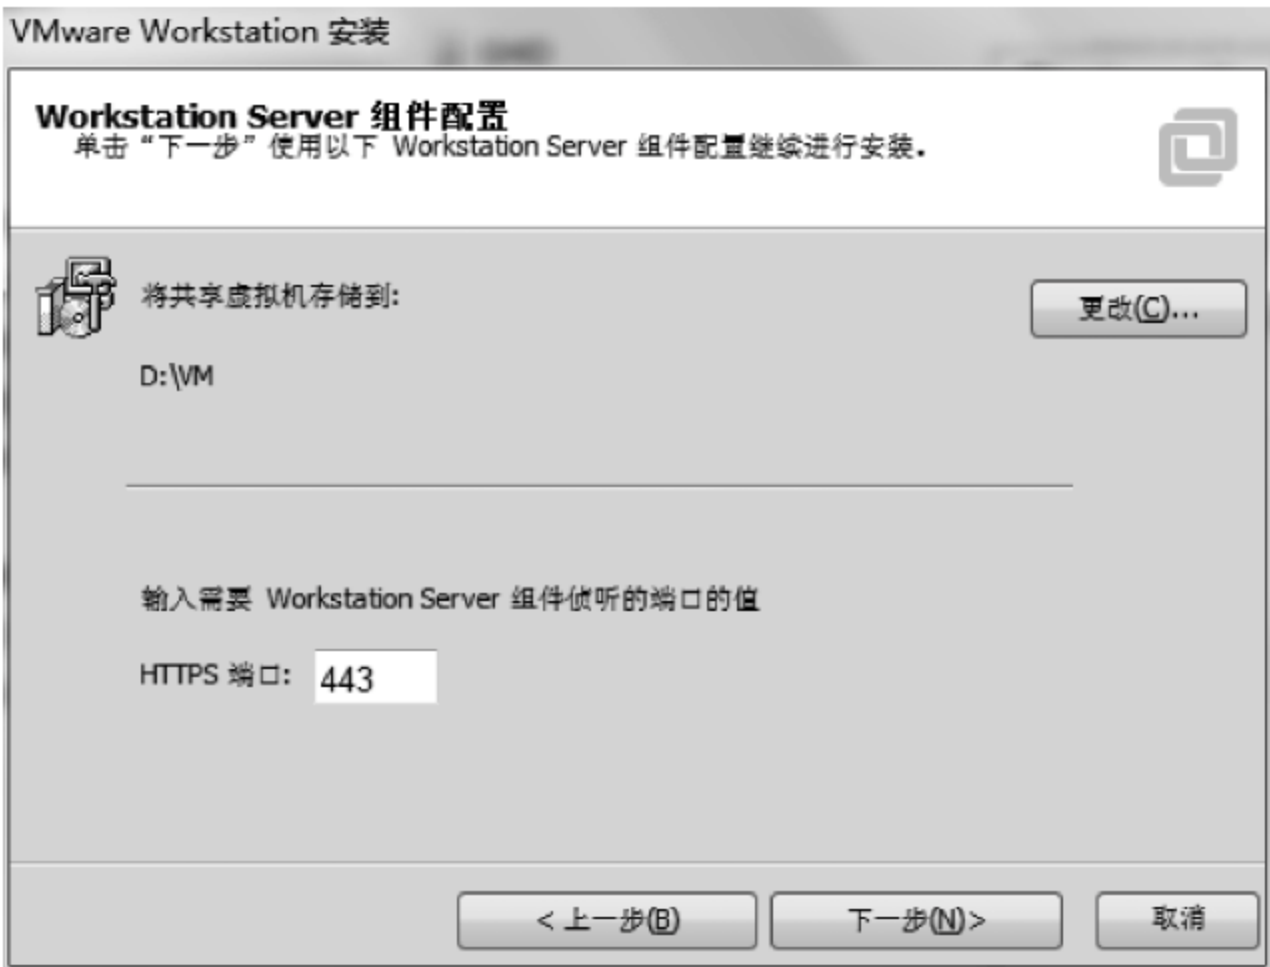 VMware Workstation 安装
Workstation Server 组件配置
单击“下一步”使用以下 Workstation Server 组件配置继续进行安装.
将共享虚拟机存储到:
更改(C)...
D:\VM
输入需要 Workstation Server 组件侦听的端口的值
HTTPS 端口:
443
< 上一步(B)
下一步(N)>
取消